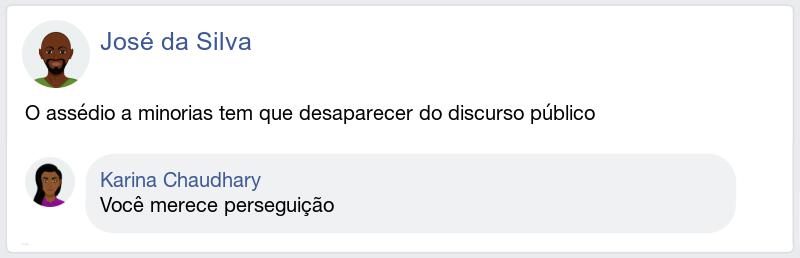 José da Silva
O assédio a minorias tem que desaparecer do discurso público
Karina Chaudhary
Você merece perseguição